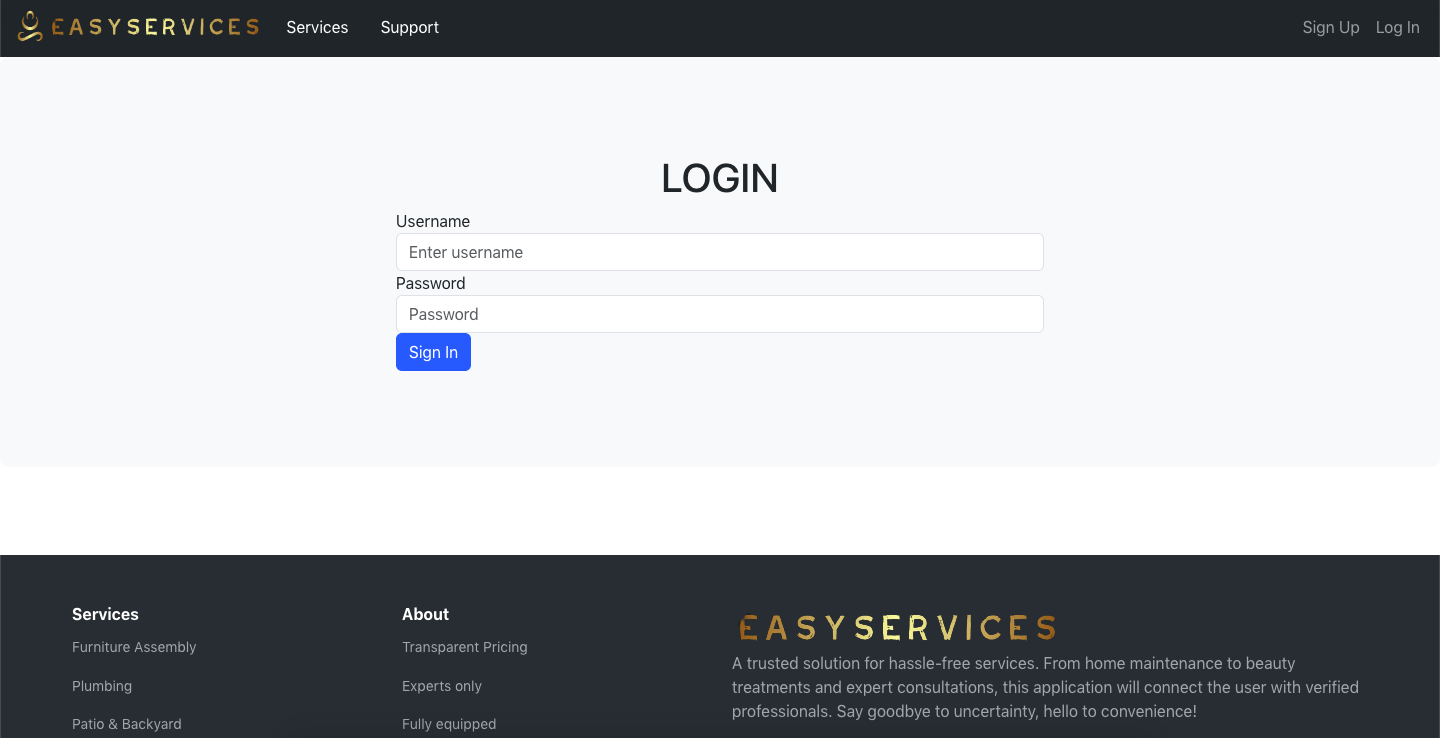 EASYSERVICES Services Support Sign Up Log In
LOGIN
Username
Enter username
Password
Password
Sign In
Services
Furniture Assembly
Plumbing
Patio & Backyard
About
Transparent Pricing
Experts only
Fully equipped
EASYSERVICES
A trusted solution for hassle-free services. From home maintenance to beauty
treatments and expert consultations, this application will connect the user with verified
professionals. Say goodbye to uncertainty, hello to convenience!